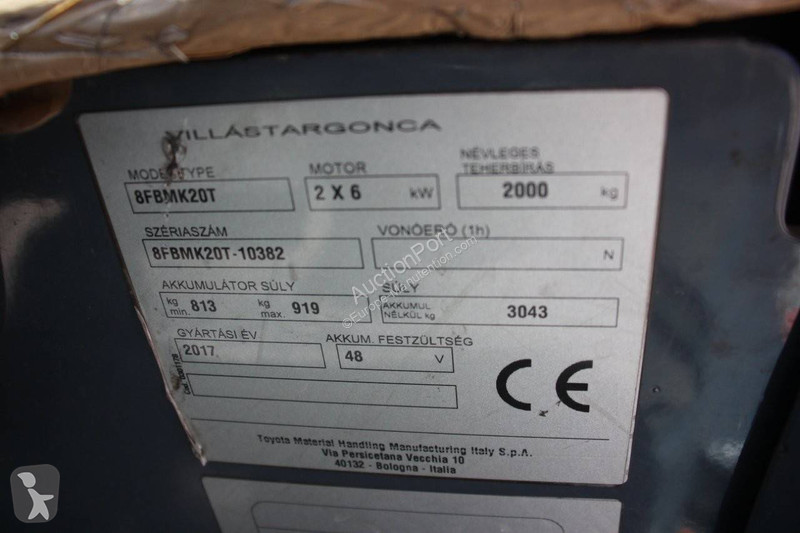 VILLÁSTARGONCA
MODEL TYPE
MOTOR
NÉVLEGES
TEHERBÍRÁS
8FBMK20T
2 X 6 kW
2000 kg
SZÉRIASZÁM
VONÓERŐ (1h)
8FBMK20T-10382
N
AKKUMULÁTOR SÚLY
SÚLY
kg
min. 813
kg
max. 919
AKKUMUL
NÉLKÜL kg
3043
GYÁRTÁSI ÉV
AKKUM. FESZÜLTSÉG
2017
48 V
CE
Toyota Material Handling Manufacturing Italy S.p.A.
Via Persicetana Vecchia 10
40132 - Bologna - Italia
AuctionPort